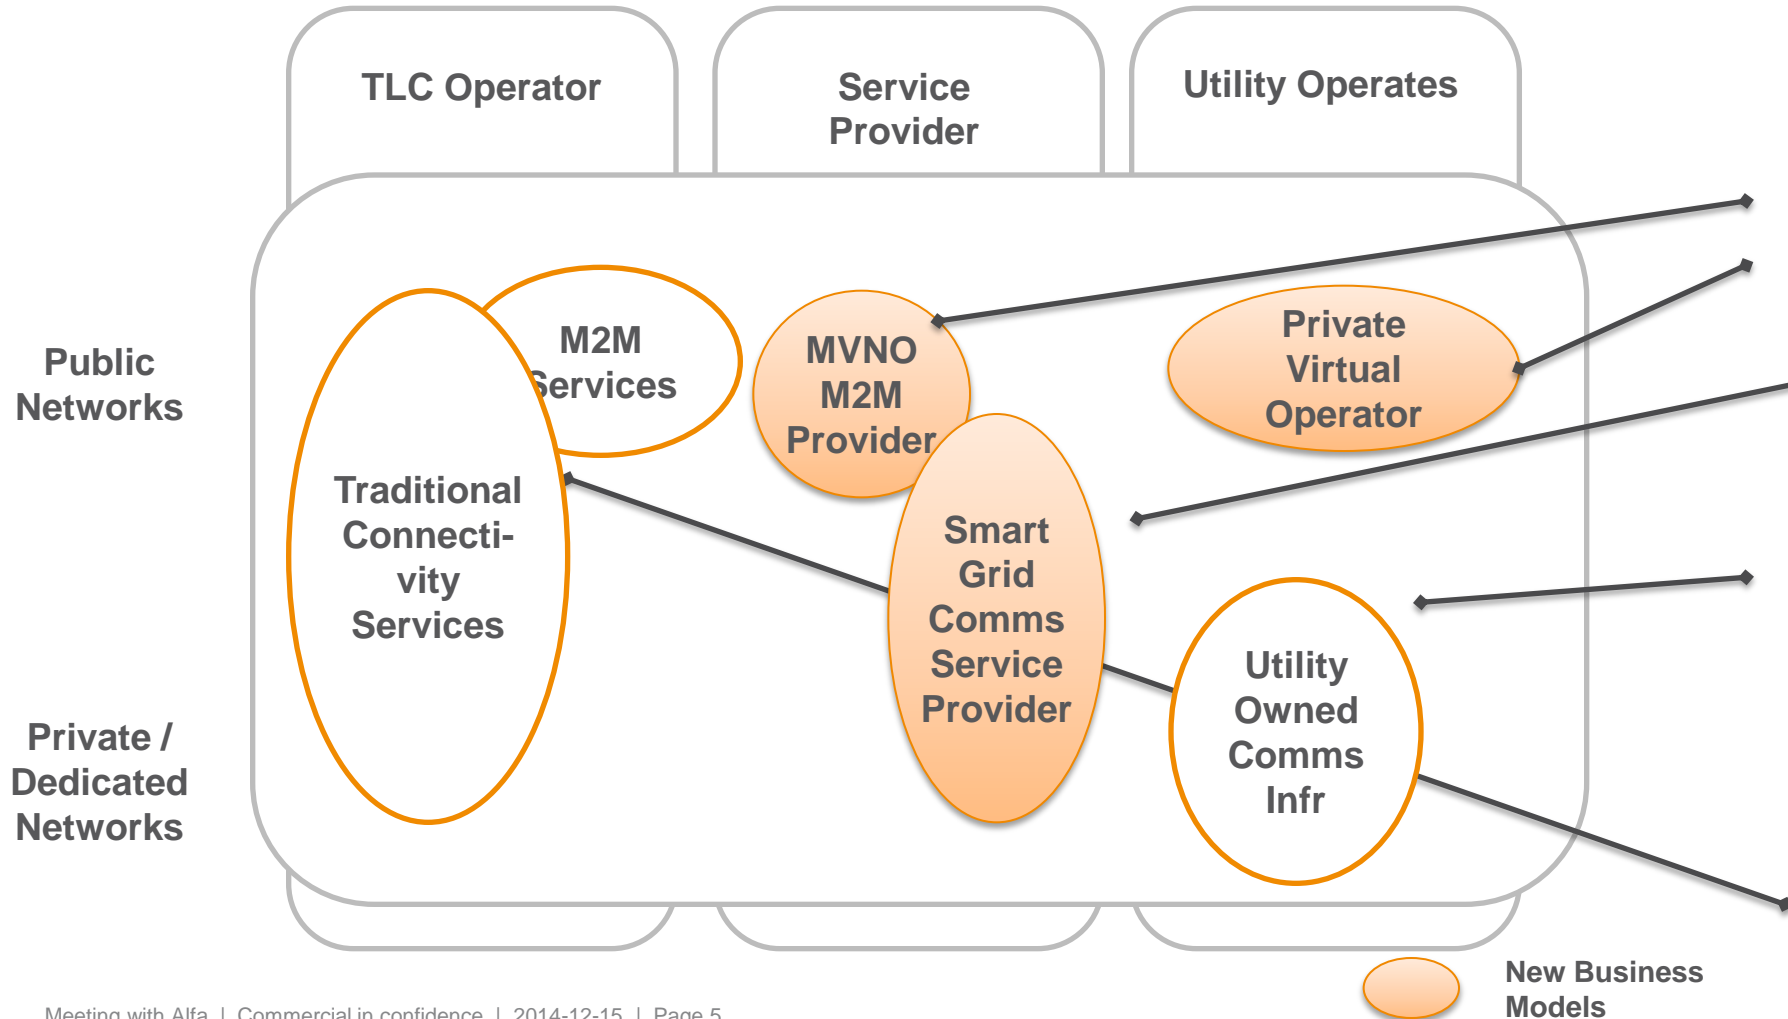 TLC Operator
Service
Provider
Utility Operates
Public
Networks
M2M
Services
MVNO
M2M
Provider
Private
Virtual
Operator
Traditional
Connecti-
vity
Services
Smart
Grid
Comms
Service
Provider
Utility
Owned
Comms
Infr
Private /
Dedicated
Networks
New Business
Models
Meeting with Alfa | Commercial in confidence | 2014-12-15 | Page 5